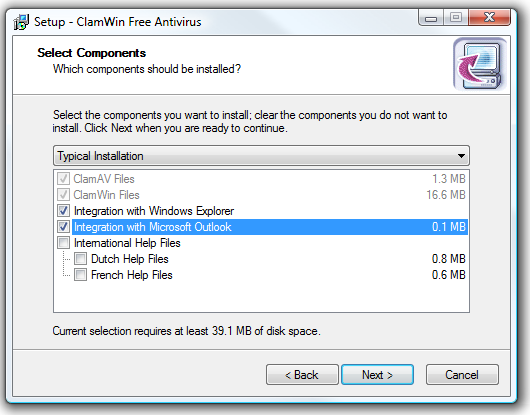 Setup - ClamWin Free Antivirus
Select Components
Which components should be installed?
Select the components you want to install; clear the components you do not want to
install. Click Next when you are ready to continue.
Typical Installation
ClamAV Files 1.3 MB
ClamWin Files 16.6 MB
Integration with Windows Explorer
Integration with Microsoft Outlook 0.1 MB
International Help Files
Dutch Help Files 0.8 MB
French Help Files 0.6 MB
Current selection requires at least 39.1 MB of disk space.
< Back Next > Cancel